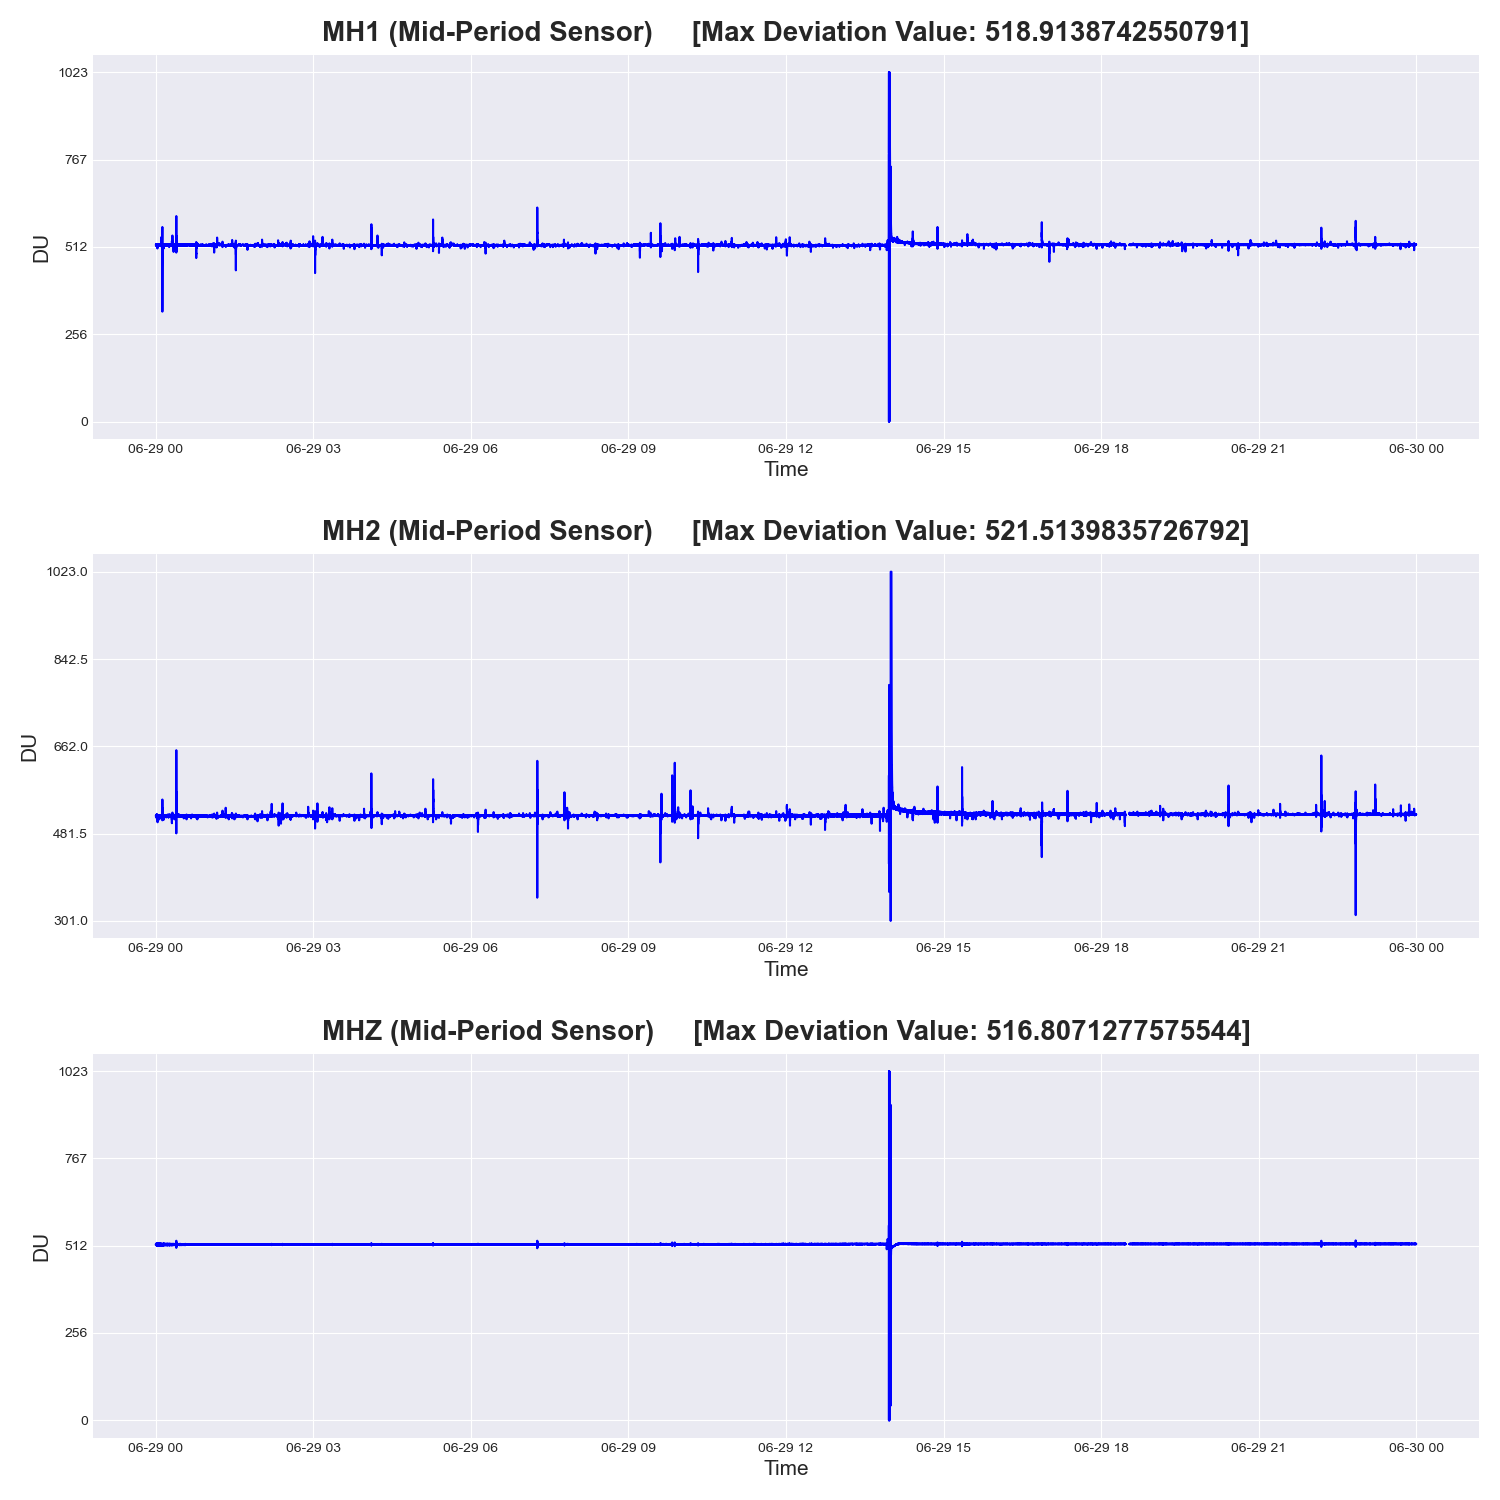 MH1 (Mid-Period Sensor) [Max Deviation Value: 518.9138742550791]
1023
767
512
256
0
DU
06-29 00 06-29 03 06-29 06 06-29 09 06-29 12 06-29 15 06-29 18 06-29 21 06-30 00
Time
MH2 (Mid-Period Sensor) [Max Deviation Value: 521.5139835726792]
1023.0
842.5
662.0
481.5
301.0
DU
06-29 00 06-29 03 06-29 06 06-29 09 06-29 12 06-29 15 06-29 18 06-29 21 06-30 00
Time
MHZ (Mid-Period Sensor) [Max Deviation Value: 516.8071277575544]
1023
767
512
256
0
DU
06-29 00 06-29 03 06-29 06 06-29 09 06-29 12 06-29 15 06-29 18 06-29 21 06-30 00
Time